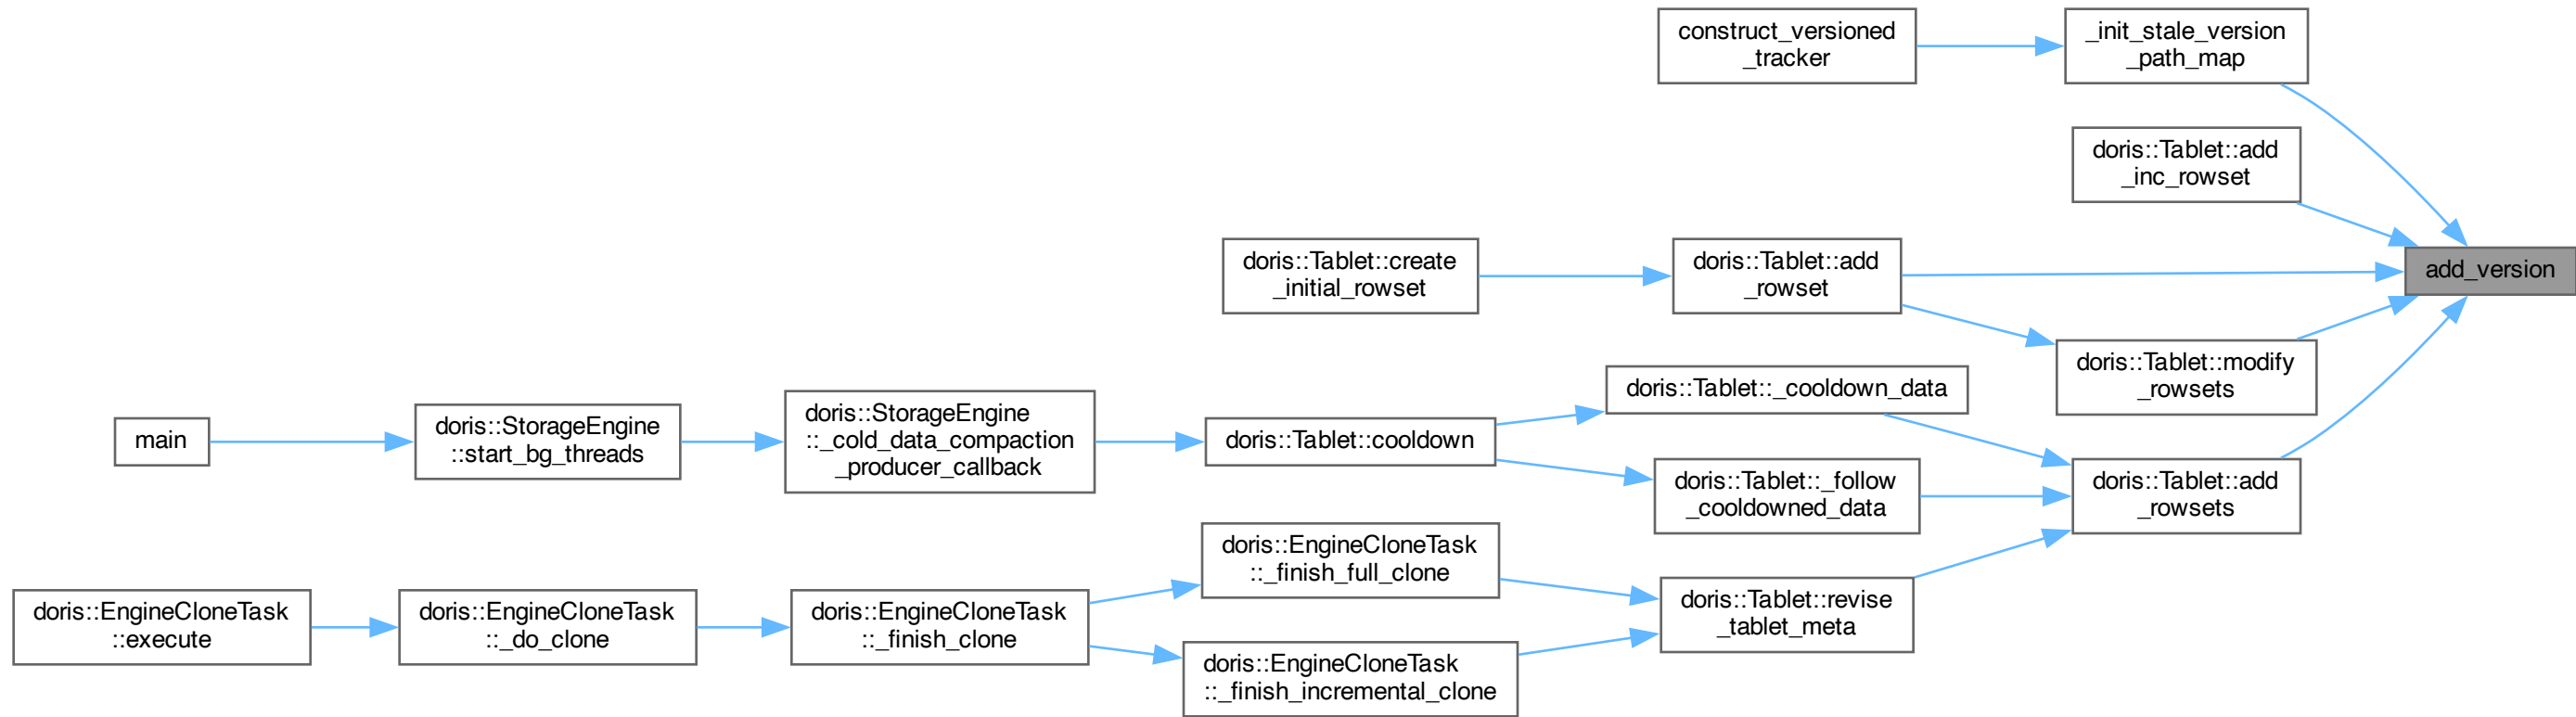 construct_versioned
_tracker
_init_stale_version
_path_map
doris::Tablet::add
_inc_rowset
doris::Tablet::create
_initial_rowset
doris::Tablet::add
_rowset
add_version
doris::Tablet::modify
_rowsets
doris::Tablet::_cooldown_data
main
doris::StorageEngine
::start_bg_threads
doris::StorageEngine
::_cold_data_compaction
_producer_callback
doris::Tablet::cooldown
doris::Tablet::_follow
_cooldowned_data
doris::Tablet::add
_rowsets
doris::EngineCloneTask
::_finish_full_clone
doris::EngineCloneTask
::execute
doris::EngineCloneTask
::_do_clone
doris::EngineCloneTask
::_finish_clone
doris::Tablet::revise
_tablet_meta
doris::EngineCloneTask
::_finish_incremental_clone